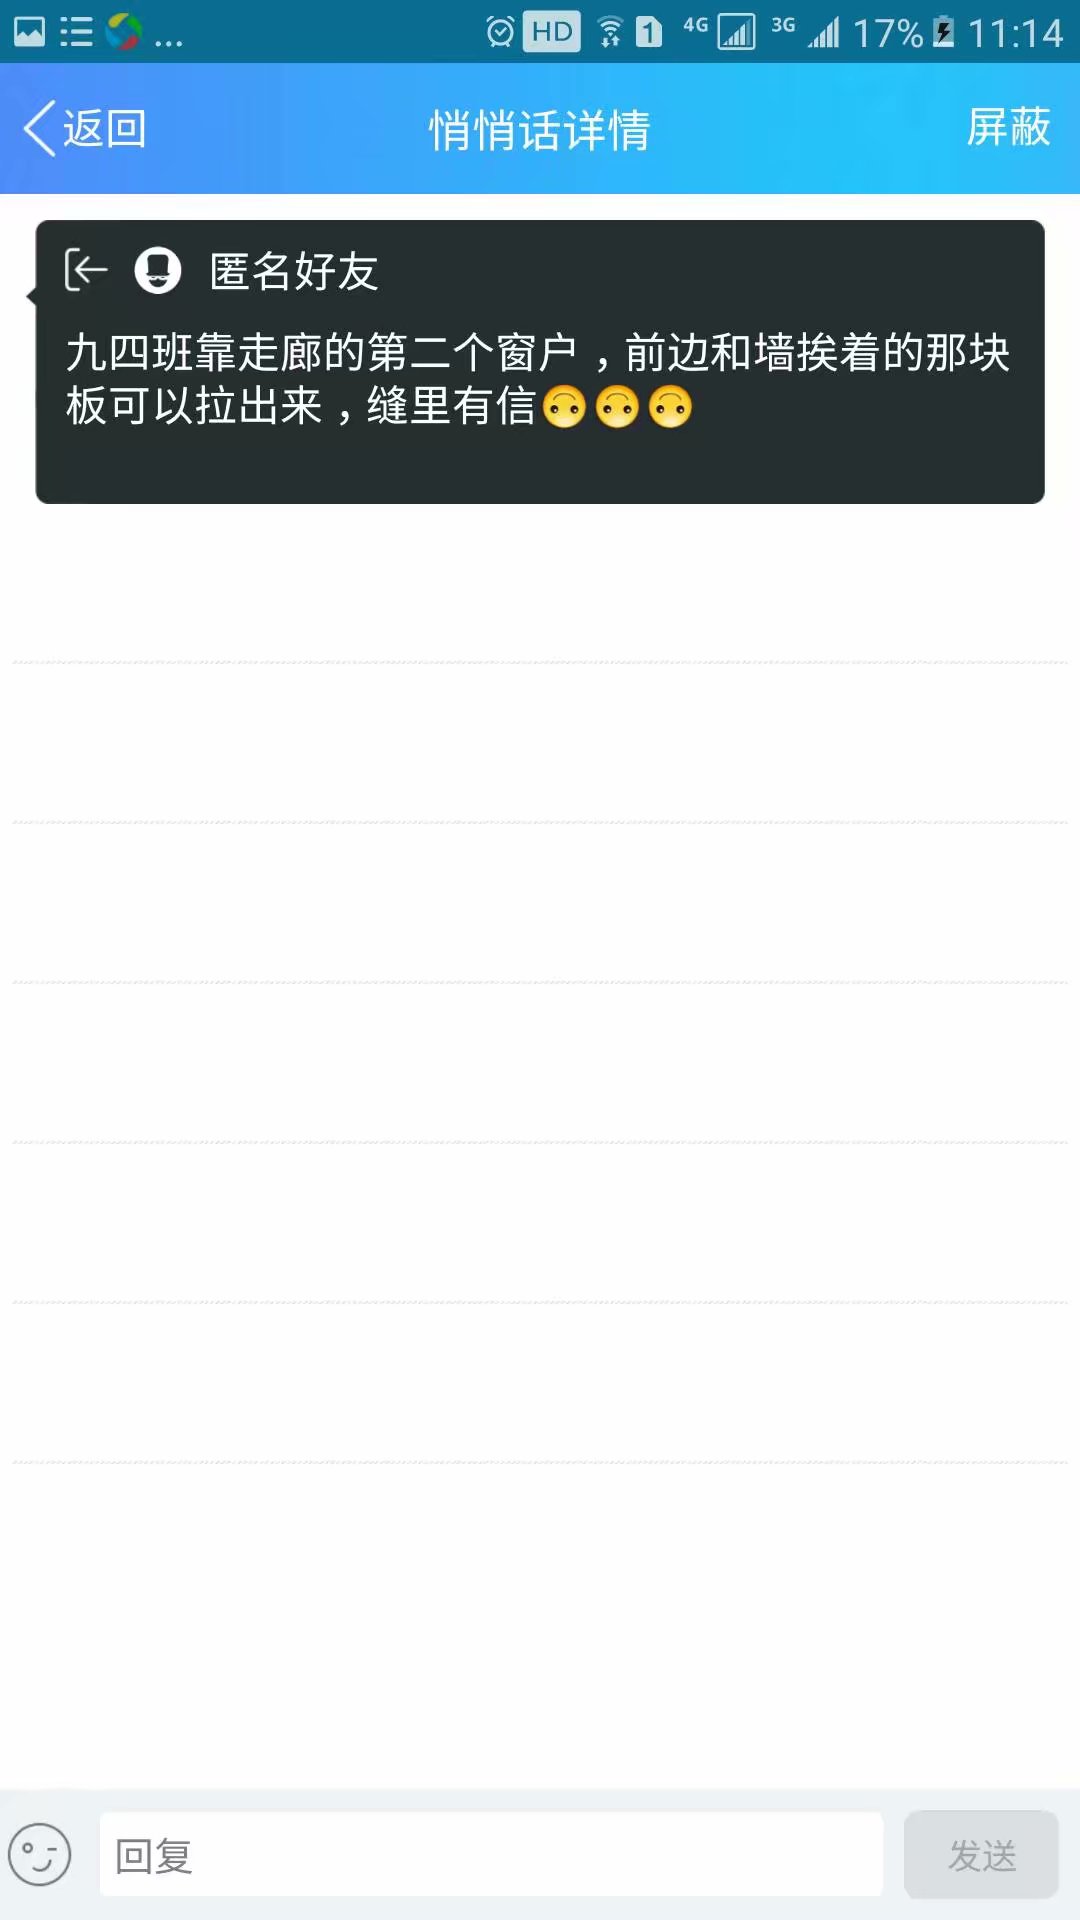 ... HD 1 4G 3G 17% 11:14
返回 悄悄话详情 屏蔽
匿名好友
九四班靠走廊的第二个窗户，前边和墙挨着的那块
板可以拉出来，缝里有信🙃🙃🙃
回复 发送